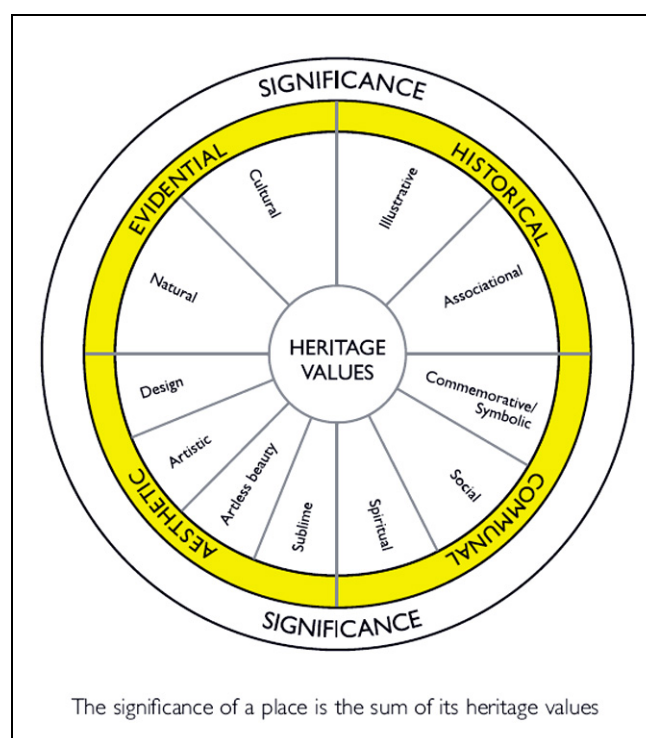 SIGNIFICANCE
EVIDENTIAL
HISTORICAL
Cultural
Illustrative
Natural
Associational
HERITAGE
VALUES
Design
Commemorative/
Symbolic
Artistic
Social
Artless beauty
Sublime
Spiritual
AESTHETIC
COMMUNAL
SIGNIFICANCE
The significance of a place is the sum of its heritage values